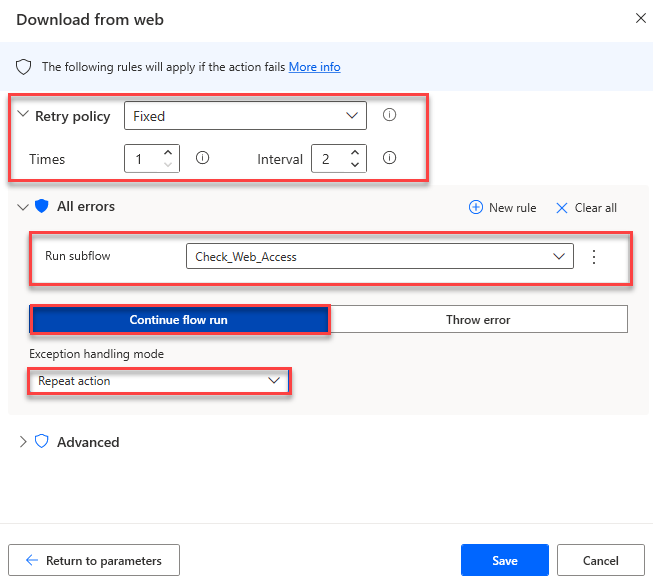 Download from web
The following rules will apply if the action fails More info
Retry policy Fixed
Times 1 Interval 2
All errors New rule Clear all
Run subflow Check_Web_Access
Continue flow run Throw error
Exception handling mode
Repeat action
Advanced
Return to parameters Save Cancel